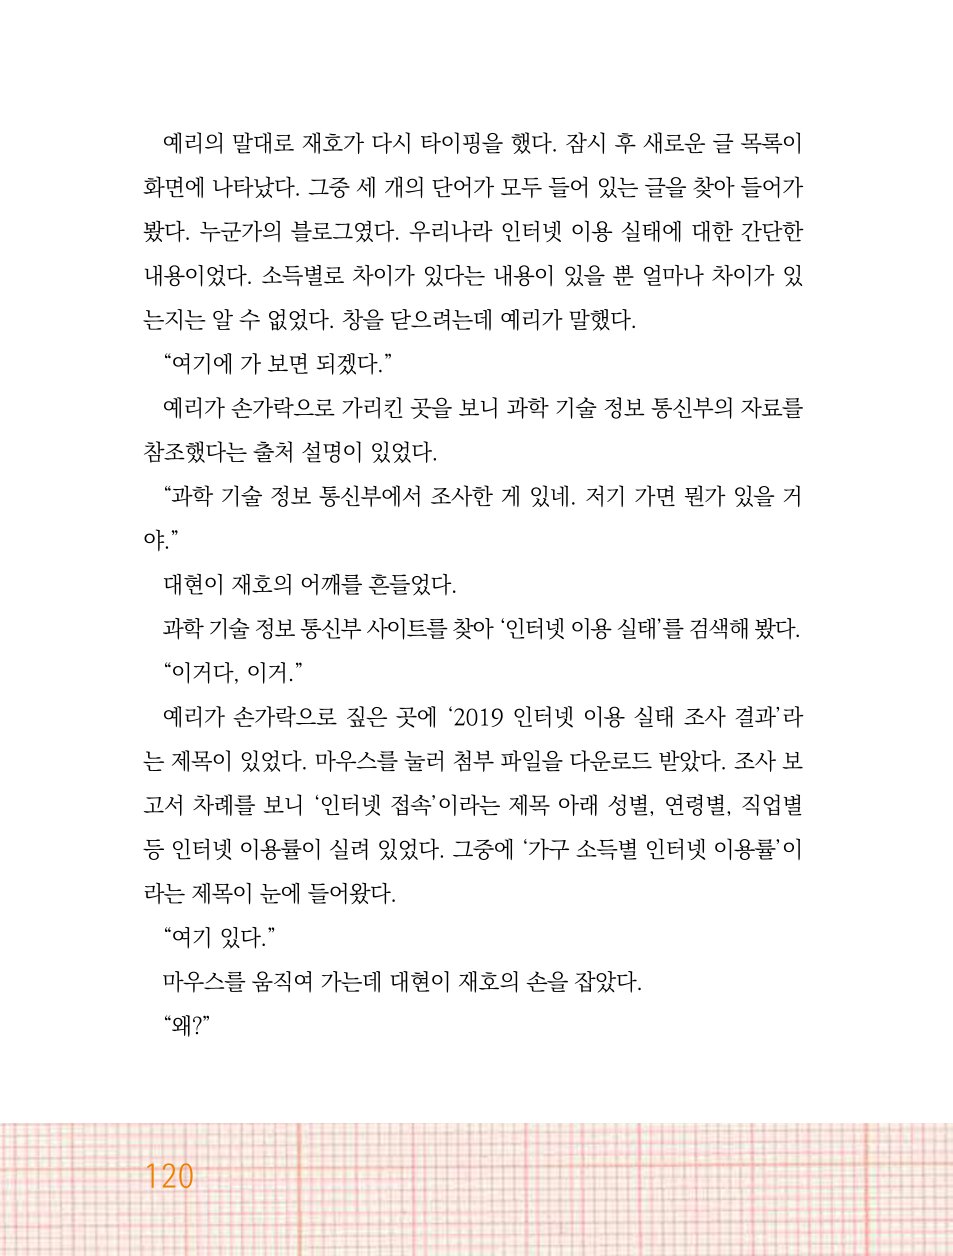 예리의 말대로 재호가 다시 타이핑을 했다. 잠시 후 새로운 글 목록이
화면에 나타났다. 그중 세 개의 단어가 모두 들어 있는 글을 찾아 들어가
봤다. 누군가의 블로그였다. 우리나라 인터넷 이용 실태에 대한 간단한
내용이었다. 소득별로 차이가 있다는 내용이 있을 뿐 얼마나 차이가 있
는지는 알 수 없었다. 창을 닫으려는데 예리가 말했다.
“여기에 가 보면 되겠다.”
예리가 손가락으로 가리킨 곳을 보니 과학 기술 정보 통신부의 자료를
참조했다는 출처 설명이 있었다.
“과학 기술 정보 통신부에서 조사한 게 있네. 저기 가면 뭔가 있을 거
야.”
대현이 재호의 어깨를 흔들었다.
과학 기술 정보 통신부 사이트를 찾아 ‘인터넷 이용 실태’를 검색해 봤다.
“이거다, 이거.”
예리가 손가락으로 짚은 곳에 ‘2019 인터넷 이용 실태 조사 결과’라
는 제목이 있었다. 마우스를 눌러 첨부 파일을 다운로드 받았다. 조사 보
고서 차례를 보니 ‘인터넷 접속’이라는 제목 아래 성별, 연령별, 직업별
등 인터넷 이용률이 실려 있었다. 그중에 ‘가구 소득별 인터넷 이용률’이
라는 제목이 눈에 들어왔다.
“여기 있다.”
마우스를 움직여 가는데 대현이 재호의 손을 잡았다.
“왜?”
120